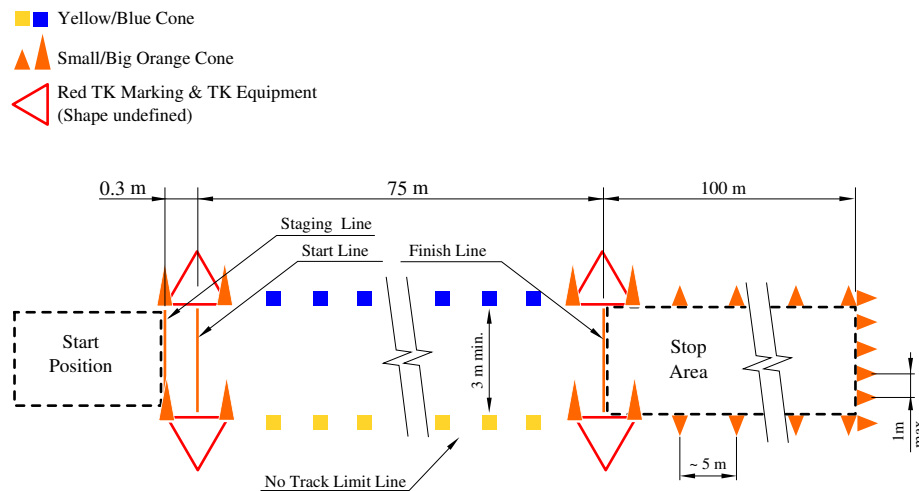 Yellow/Blue Cone
Small/Big Orange Cone
Red TK Marking & TK Equipment
(Shape undefined)
0.3 m
75 m
100 m
Staging Line
Start Line
Finish Line
Start
Position
3 m min.
Stop
Area
1m
max
~ 5 m
No Track Limit Line